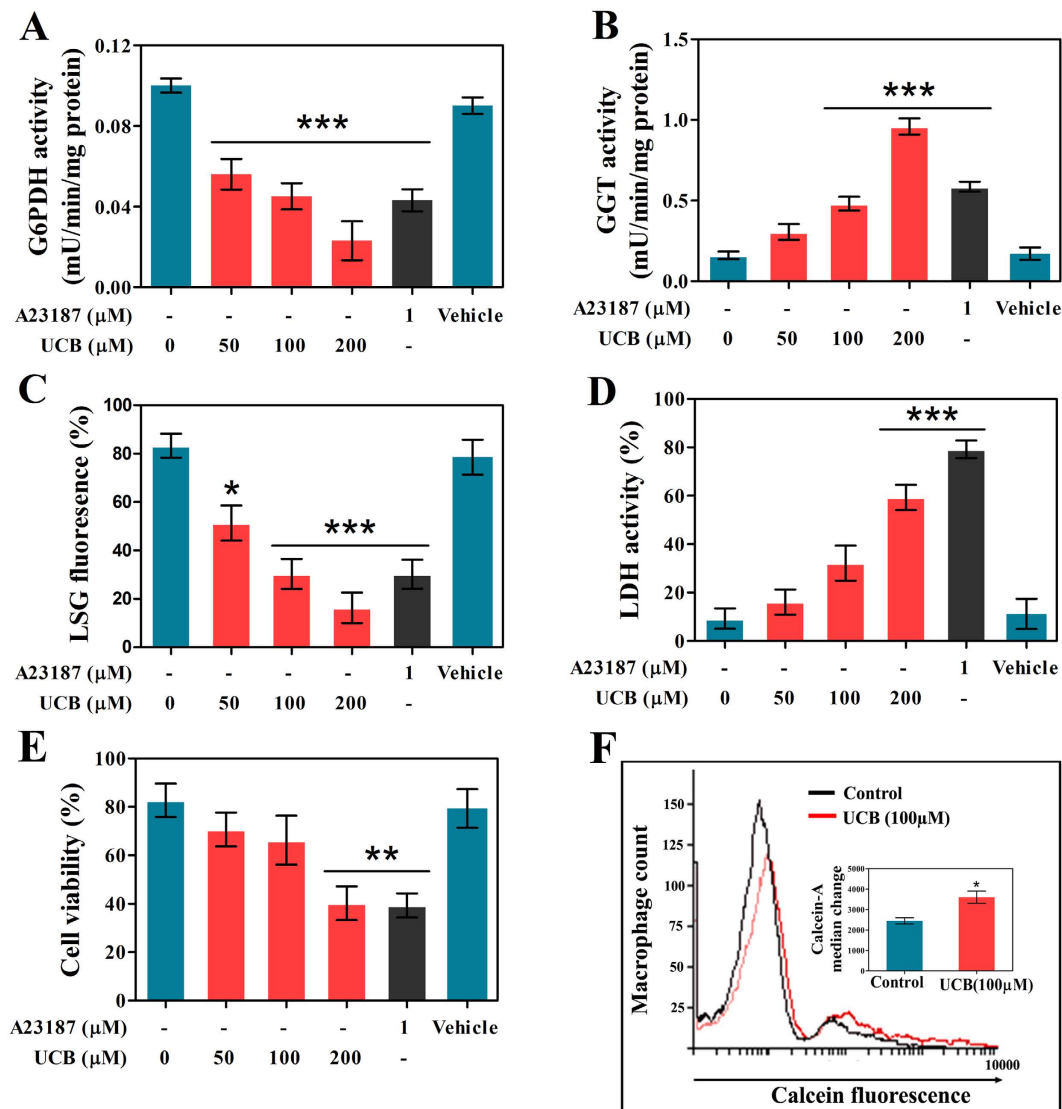 A
G6PDH activity
(mU/min/mg protein)
0.12
0.08
0.04
0.00
***
A23187 (μM) - - - - 1 Vehicle
UCB (μM) 0 50 100 200 -
B
GGT activity
(mU/min/mg protein)
1.5
1.0
0.5
0.0
***
A23187 (μM) - - - - 1 Vehicle
UCB (μM) 0 50 100 200 -
C
LSG fluoresence (%)
100
80
60
40
20
0
*
***
A23187 (μM) - - - - 1 Vehicle
UCB (μM) 0 50 100 200 -
D
LDH activity (%)
100
80
60
40
20
0
***
A23187 (μM) - - - - 1 Vehicle
UCB (μM) 0 50 100 200 -
E
Cell viability (%)
100
80
60
40
20
0
**
A23187 (μM) - - - - 1 Vehicle
UCB (μM) 0 50 100 200 -
F
Macrophage count
150
125
100
75
50
25
Control
UCB (100μM)
Calcein-A
median change
5000
4000
3000
2000
1000
0
*
Control UCB(100μM)
10000
Calcein fluorescence